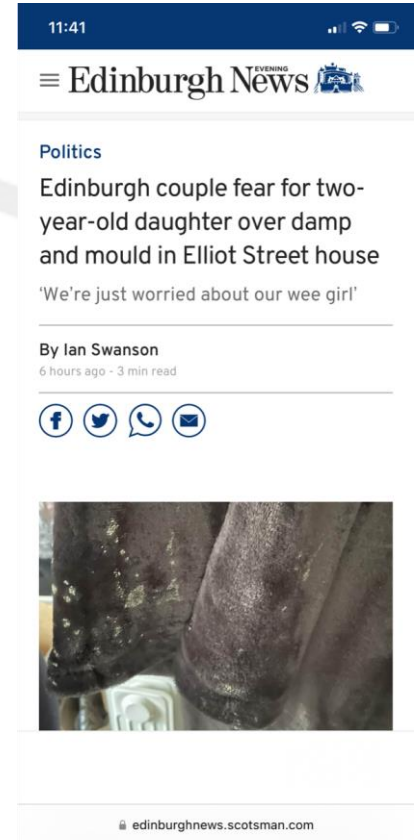 11:41
Edinburgh News
EVENING
Politics
Edinburgh couple fear for two-
year-old daughter over damp
and mould in Elliot Street house
‘We’re just worried about our wee girl’
By Ian Swanson
6 hours ago - 3 min read
edinburghnews.scotsman.com